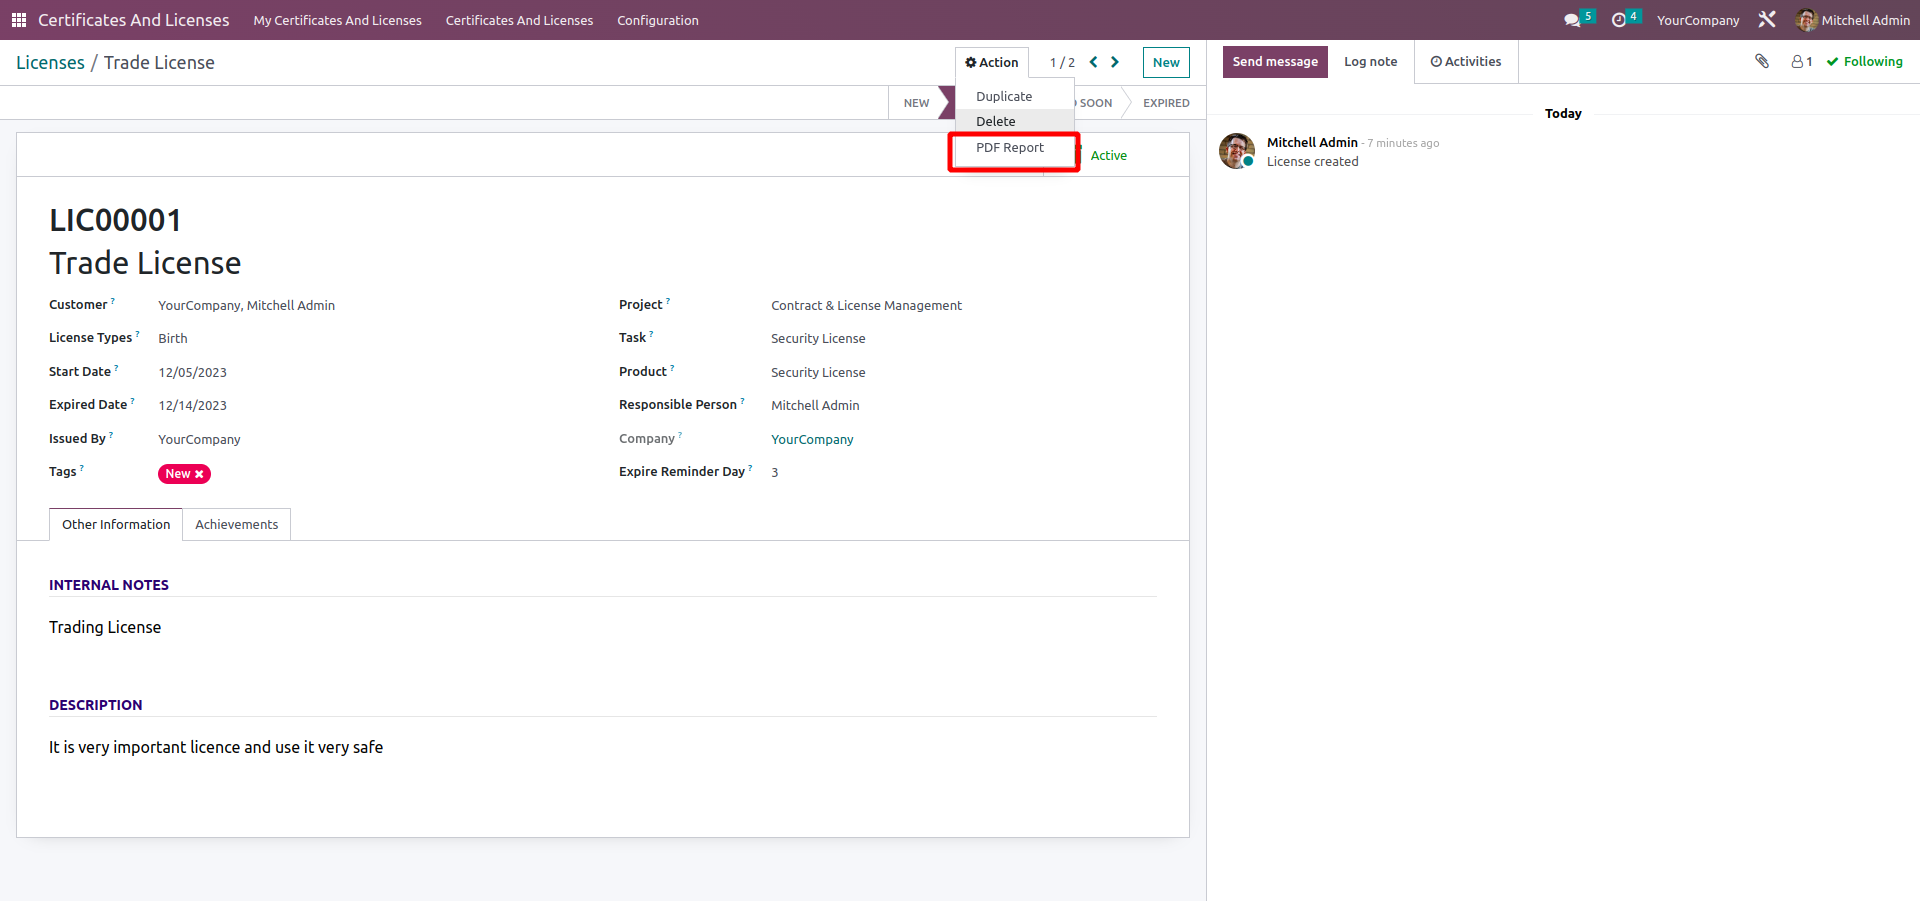 Certificates And Licenses My Certificates And Licenses Certificates And Licenses Configuration 5 4 YourCompany Mitchell Admin
Licenses / Trade License Action 1 / 2 New
Duplicate
Delete
PDF Report
NEW SOON EXPIRED
Active
LIC00001
Trade License
Customer ? YourCompany, Mitchell Admin
License Types ? Birth
Start Date ? 12/05/2023
Expired Date ? 12/14/2023
Issued By ? YourCompany
Tags ? New
Project ? Contract & License Management
Task ? Security License
Product ? Security License
Responsible Person ? Mitchell Admin
Company ? YourCompany
Expire Reminder Day ? 3
Other Information Achievements
INTERNAL NOTES
Trading License
DESCRIPTION
It is very important licence and use it very safe
Send message Log note Activities 1 Following
Today
Mitchell Admin - 7 minutes ago
License created